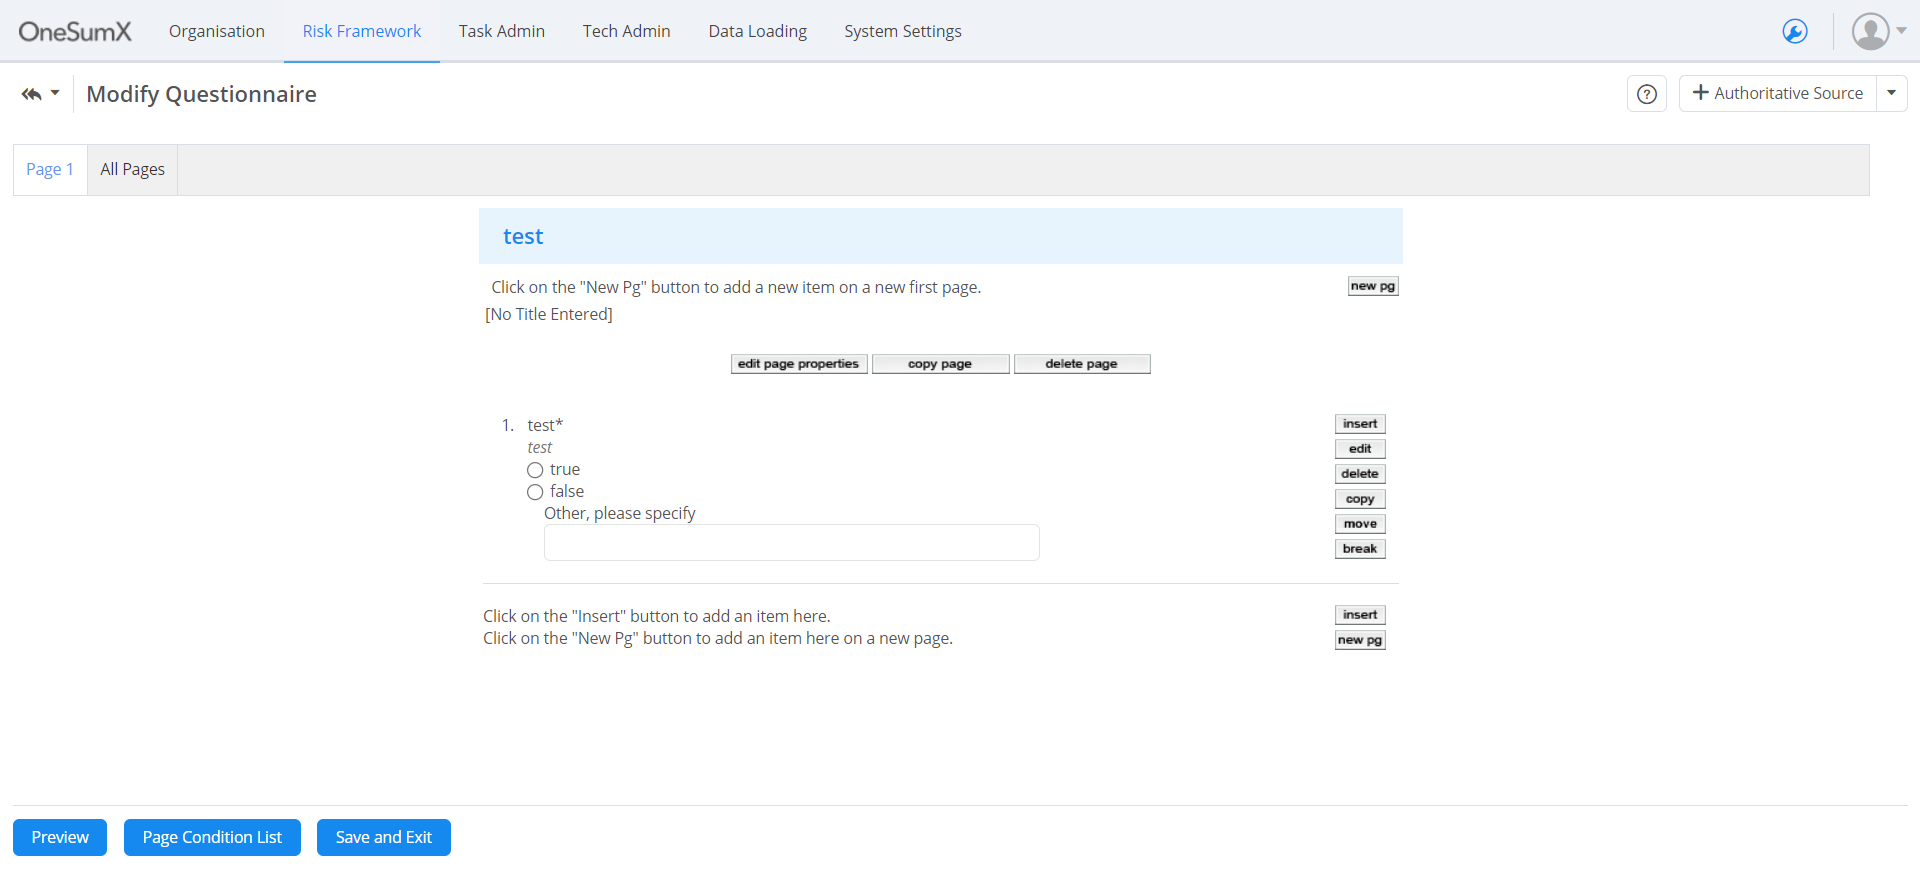 OneSumX Organisation Risk Framework Task Admin Tech Admin Data Loading System Settings
Modify Questionnaire
? + Authoritative Source
Page 1 All Pages
test
Click on the "New Pg" button to add a new item on a new first page. new pg
[No Title Entered]
edit page properties copy page delete page
1. test* insert
test edit
true delete
false copy
Other, please specify move
break
Click on the "Insert" button to add an item here. insert
Click on the "New Pg" button to add an item here on a new page. new pg
Preview Page Condition List Save and Exit